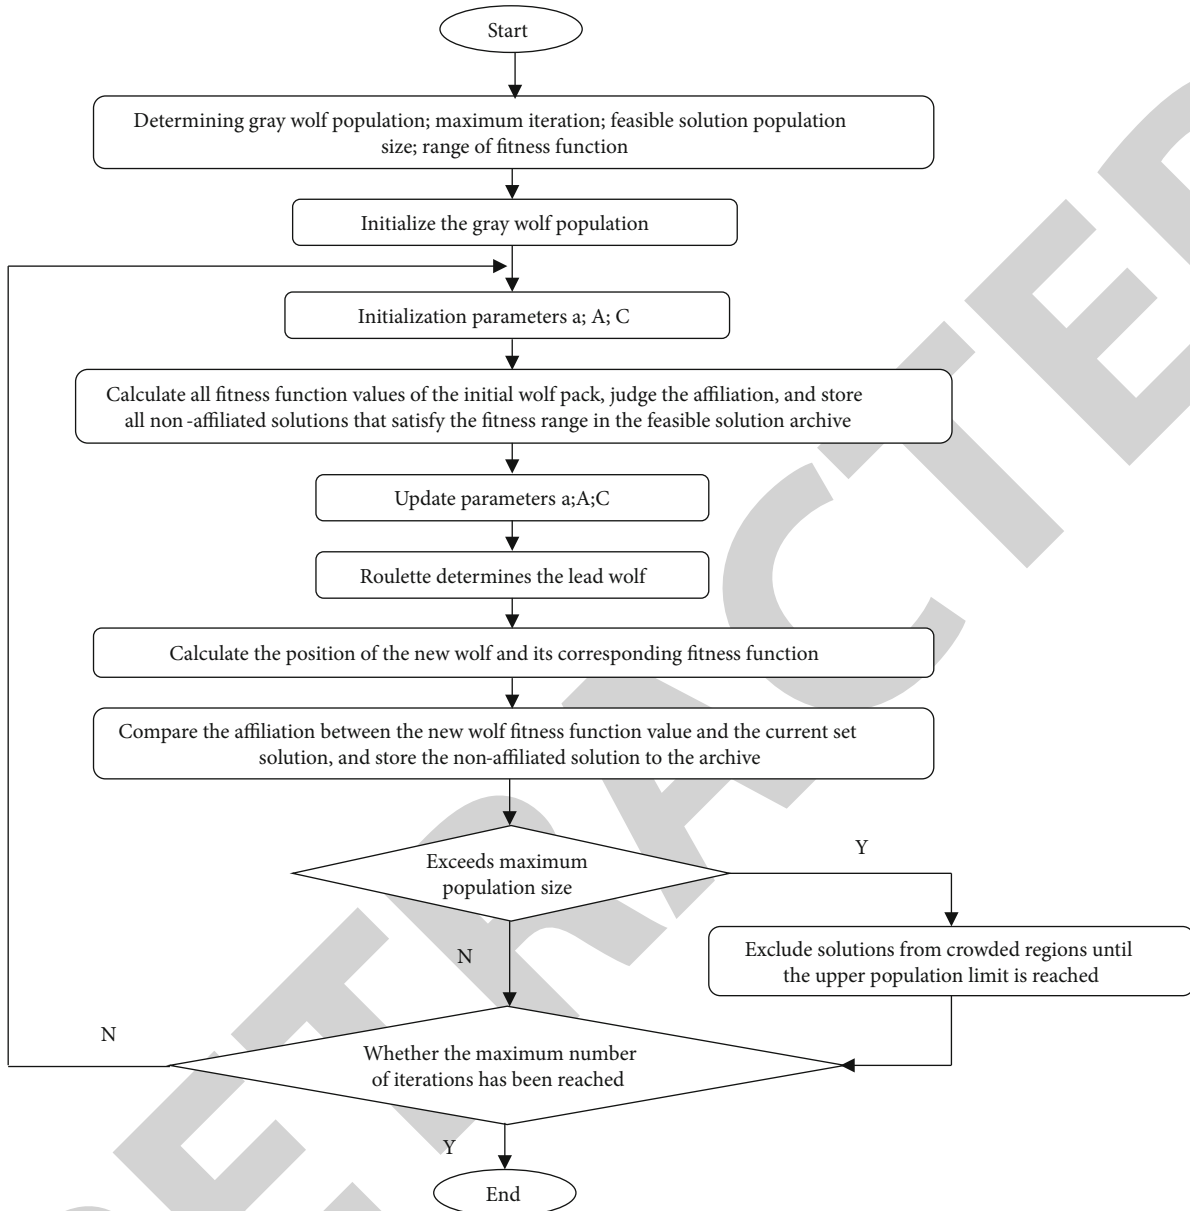 Start
Determining gray wolf population; maximum iteration; feasible solution population
size; range of fitness function
Initialize the gray wolf population
Initialization parameters a; A; C
Calculate all fitness function values of the initial wolf pack, judge the affiliation, and store
all non-affiliated solutions that satisfy the fitness range in the feasible solution archive
Update parameters a;A;C
Roulette determines the lead wolf
Calculate the position of the new wolf and its corresponding fitness function
Compare the affiliation between the new wolf fitness function value and the current set
solution, and store the non-affiliated solution to the archive
Exceeds maximum
population size
Y
N
Exclude solutions from crowded regions until
the upper population limit is reached
N
Whether the maximum number
of iterations has been reached
Y
End
RETRACTED